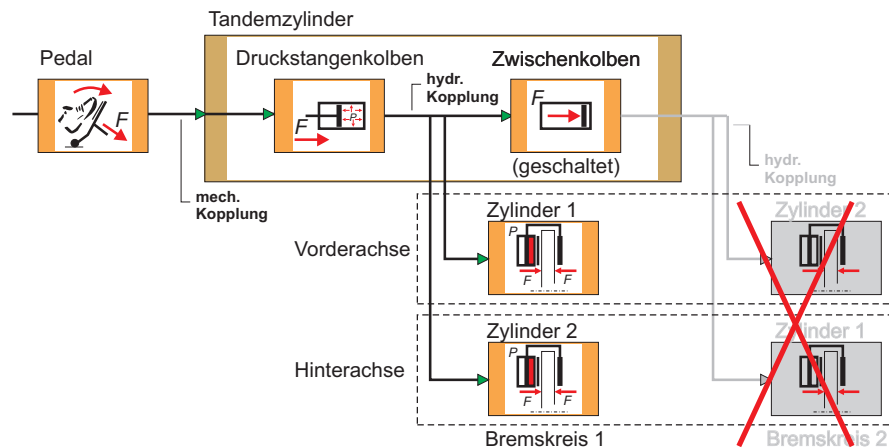 Tandemzylinder
Pedal
Druckstangenkolben
Zwischenkolben
hydr.
Kopplung
F
F
P
F
(geschaltet)
mech.
Kopplung
hydr.
Kopplung
Zylinder 1
Zylinder 2
Vorderachse
P
F
F
Zylinder 2
Zylinder 1
Hinterachse
P
F
F
Bremskreis 1
Bremskreis 2